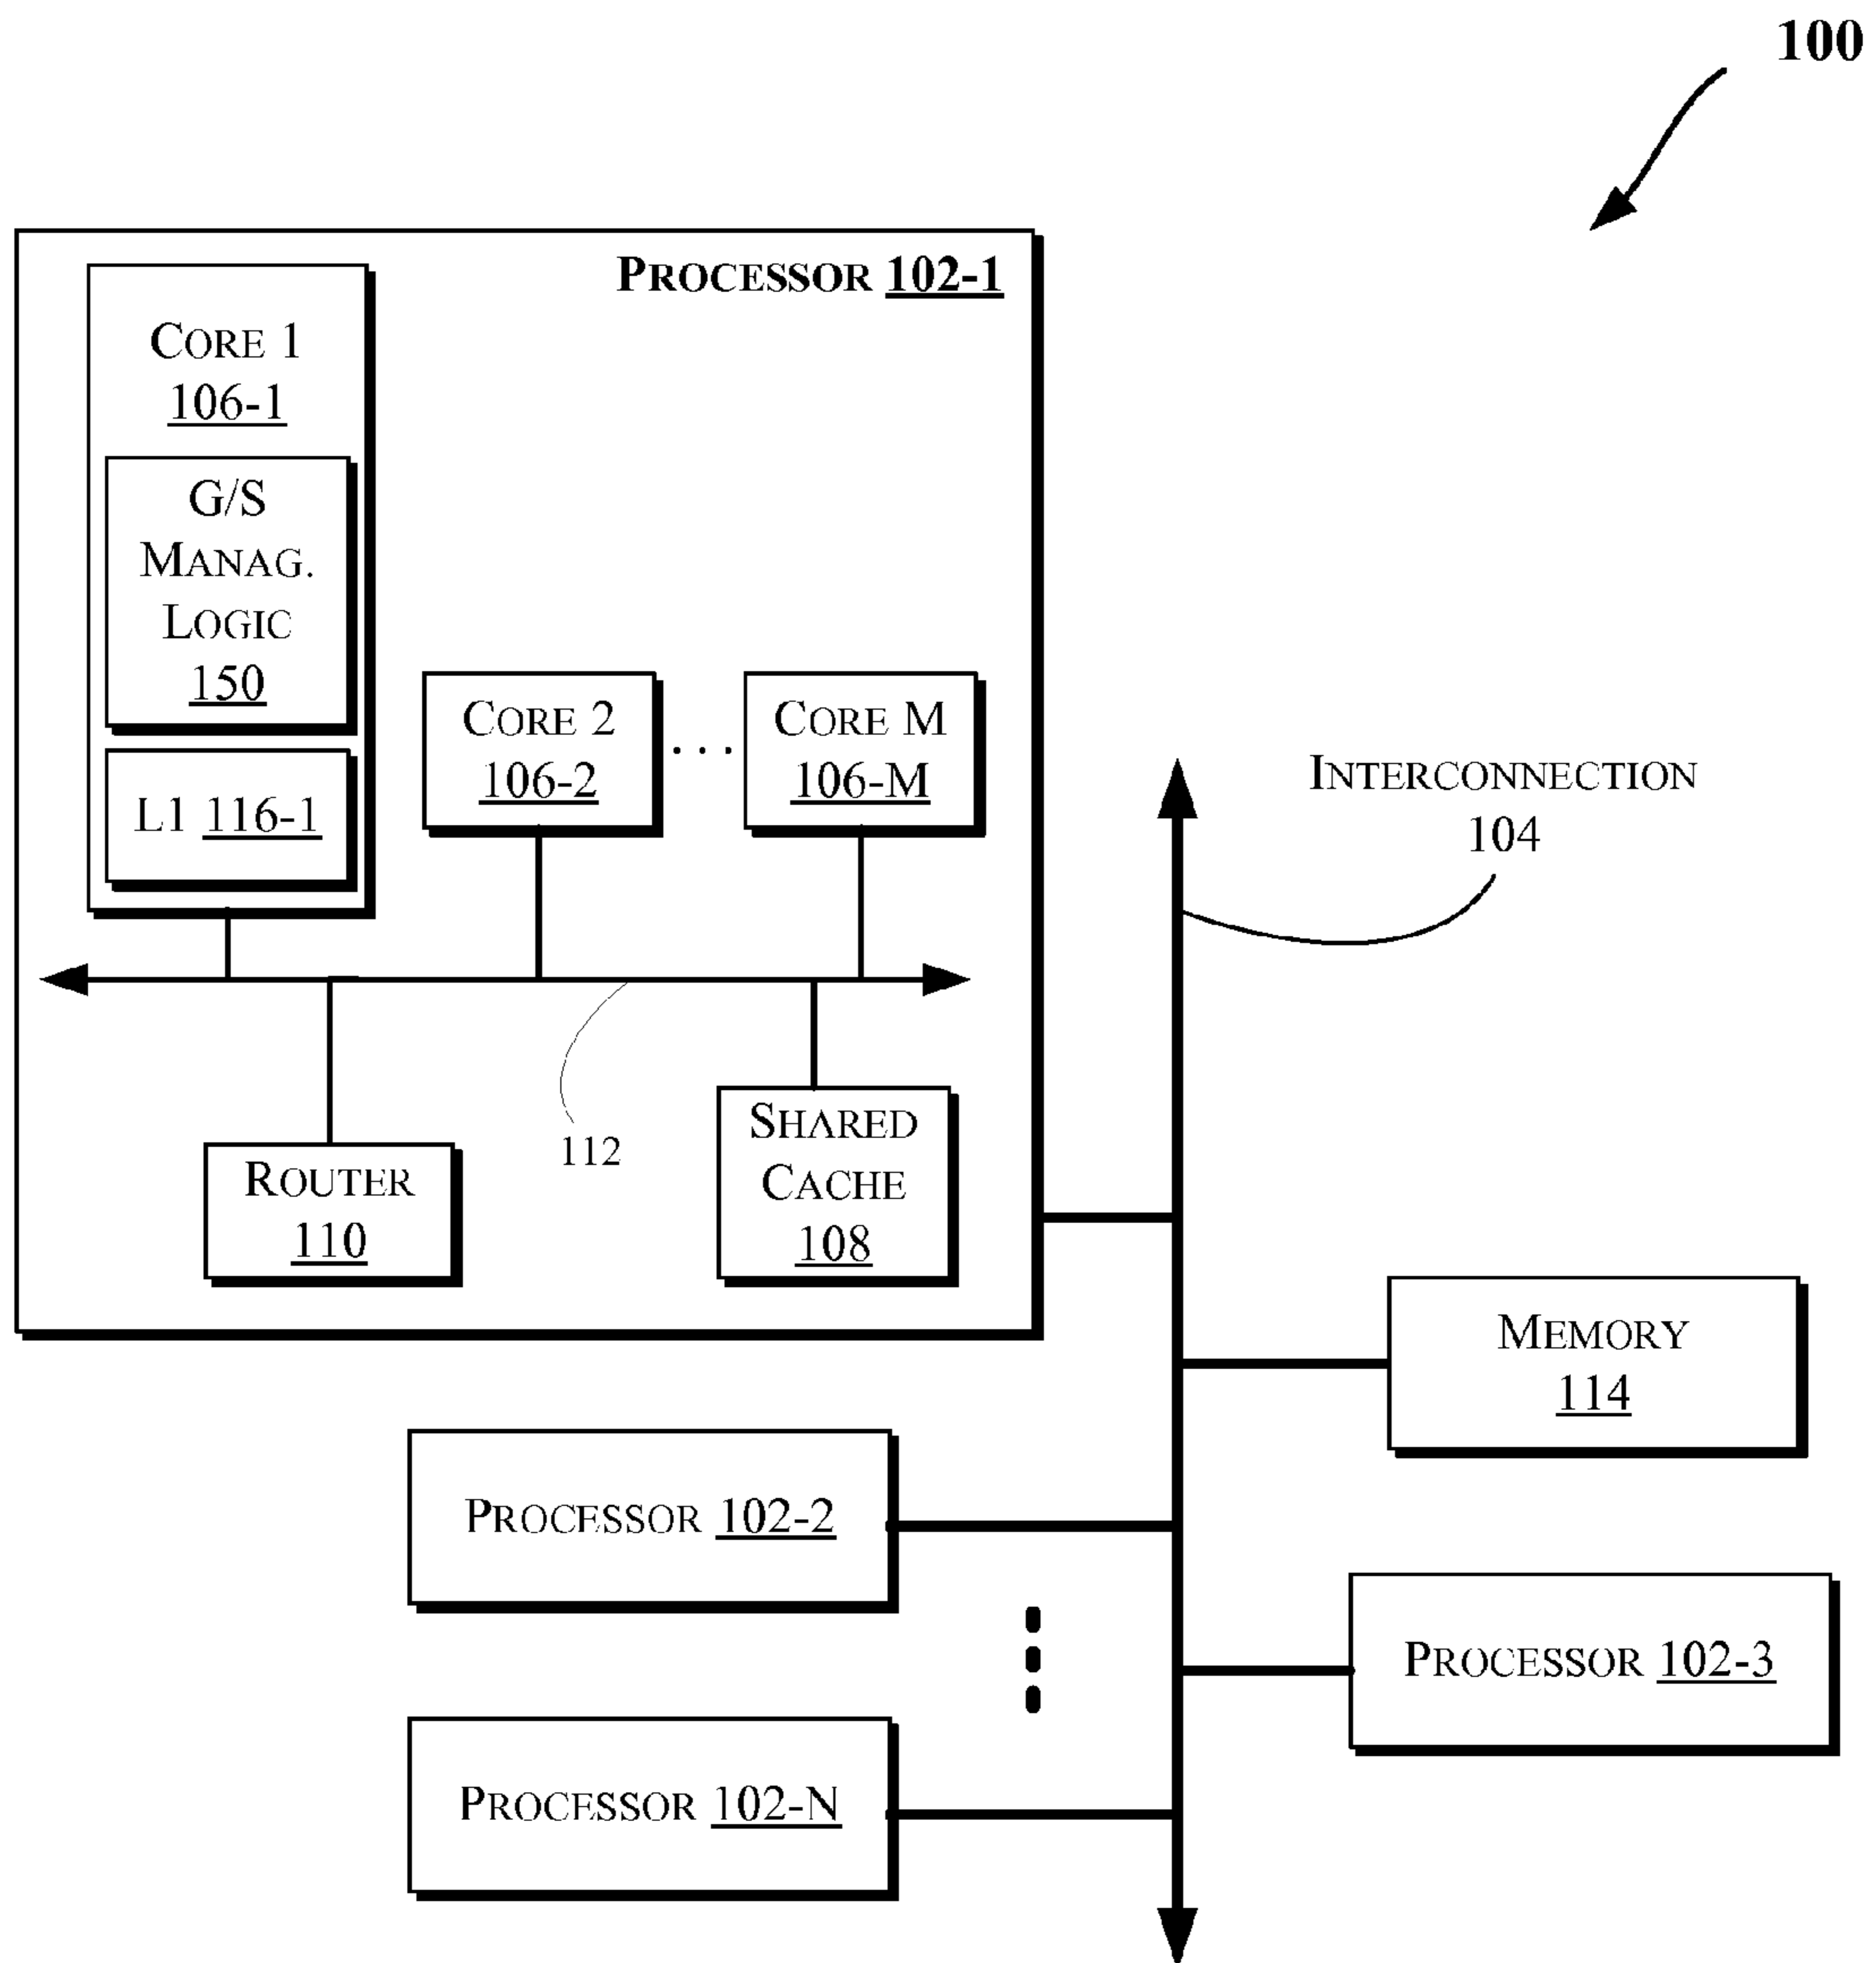 100
PROCESSOR 102-1
CORE 1
106-1
G/S
MANAG.
LOGIC
150
L1 116-1
CORE 2
106-2
...
CORE M
106-M
INTERCONNECTION
104
112
ROUTER
110
SHARED
CACHE
108
MEMORY
114
PROCESSOR 102-2
PROCESSOR 102-3
PROCESSOR 102-N